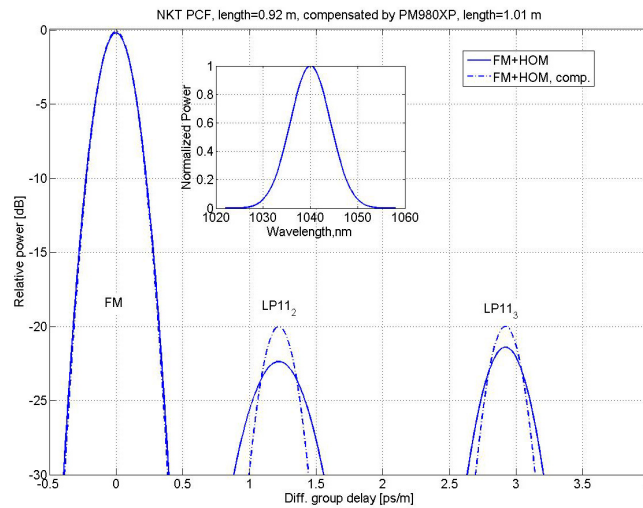 NKT PCF, length=0.92 m, compensated by PM980XP, length=1.01 m
0
-5
-10
-15
-20
-25
-30
Relative power [dB]
-0.5 0 0.5 1 1.5 2 2.5 3 3.5
Diff. group delay [ps/m]
FM
LP11₂
LP11₃
FM+HOM
FM+HOM, comp.
1
0.8
0.6
0.4
0.2
0
Normalized Power
1020 1030 1040 1050 1060
Wavelength,nm